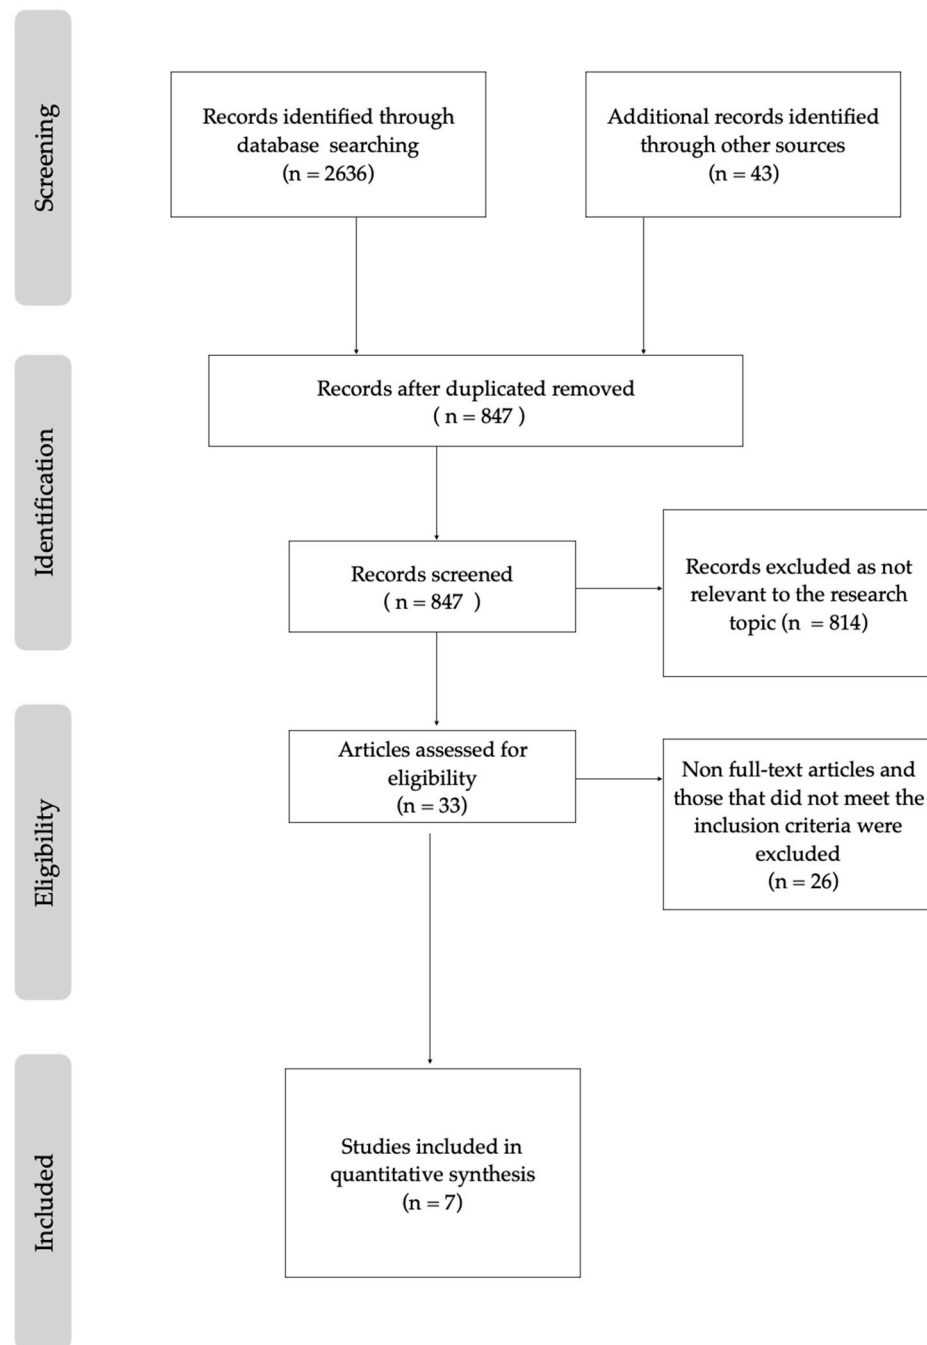 Screening
Records identified through
database searching
(n = 2636)
Additional records identified
through other sources
(n = 43)
Identification
Records after duplicated removed
( n = 847 )
Records screened
( n = 847 )
Records excluded as not
relevant to the research
topic (n = 814)
Eligibility
Articles assessed for
eligibility
(n = 33)
Non full-text articles and
those that did not meet the
inclusion criteria were
excluded
(n = 26)
Included
Studies included in
quantitative synthesis
(n = 7)